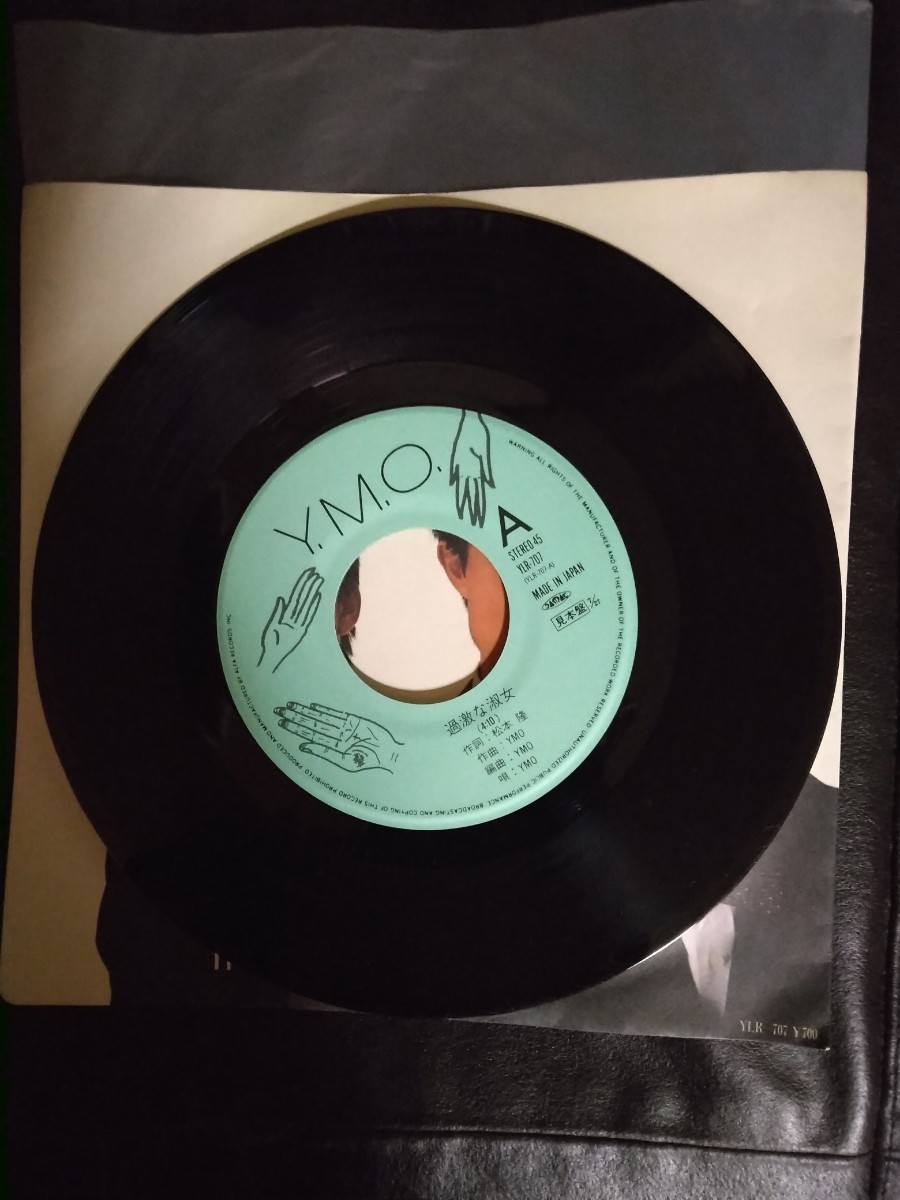 Y.M.O.
A
STEREO 45
YLR-707
(YLR-707-A)
MADE IN JAPAN
JASRAC
見本盤
過激な淑女
(4:10)
作詞：松本 隆
作曲：YMO
編曲：YMO
唄：YMO
WARNING ALL RIGHTS OF THE MANUFACTURER AND OF THE OWNER OF THE RECORDED WORK RESERVED UNAUTHORIZED PUBLIC PERFORMANCE BROADCASTING AND COPYING OF THIS RECORD PROHIBITED PRODUCED AND MANUFACTURED BY ALFA RECORDS. INC
YLR-707 ¥700